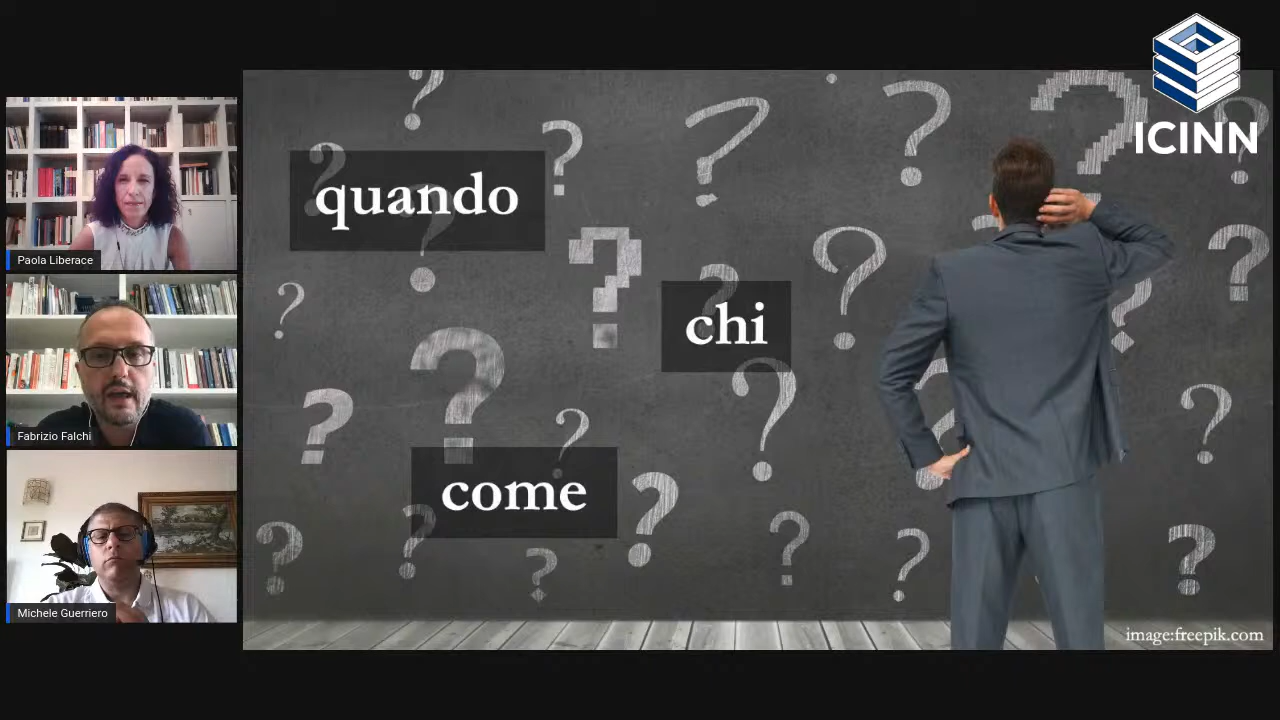 ICINN
quando
chi
come
Paola Liberace
Fabrizio Falchi
Michele Guerriero
image:freepik.com